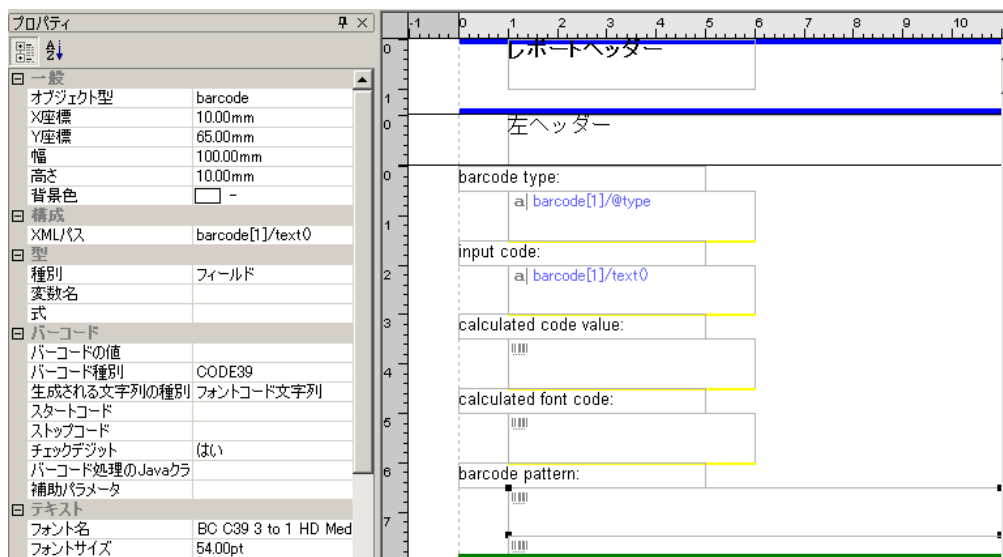 プロパティ
一般
オブジェクト型 barcode
X座標 10.00mm
Y座標 65.00mm
幅 100.00mm
高さ 10.00mm
背景色 -
構成
XMLパス barcode[1]/text()
型
種別 フィールド
変数名
式
バーコード
バーコードの値
バーコード種別 CODE39
生成される文字列の種別 フォントコード文字列
スタートコード
ストップコード
チェックデジット はい
バーコード処理のJavaクラ
補助パラメータ
テキスト
フォント名 BC C39 3 to 1 HD Med
フォントサイズ 54.00pt
-1 0 1 2 3 4 5 6 7 8 9 10
0
1
0
0
1
2
3
4
5
6
7
レポートヘッダー
左ヘッダー
barcode type:
a barcode[1]/@type
input code:
a barcode[1]/text()
calculated code value:
calculated font code:
barcode pattern: